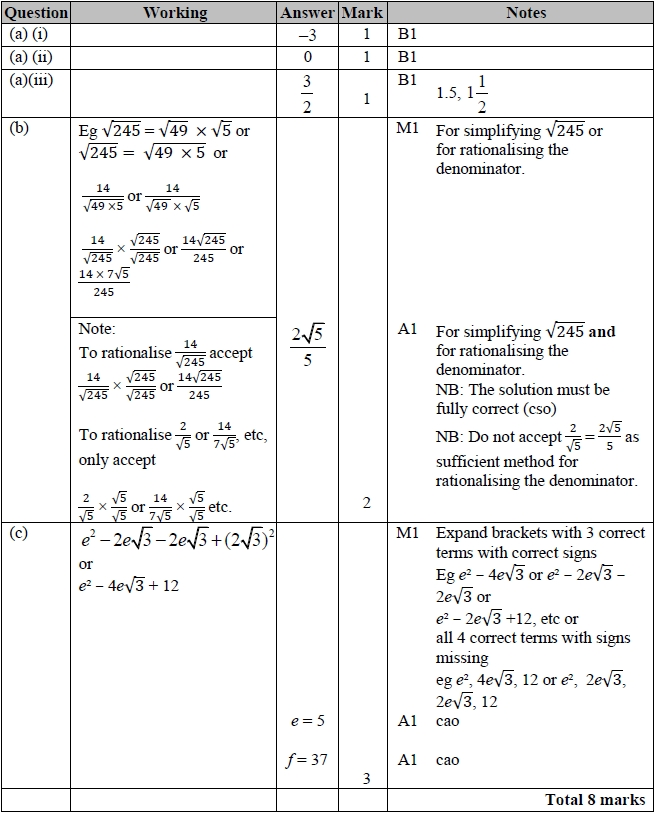 Question Working Answer Mark Notes
(a) (i) –3 1 B1
(a) (ii) 0 1 B1
(a)(iii) 3/2 1 B1 1.5, 1 1/2
(b) Eg √245 = √49 × √5 or
√245 = √(49 × 5) or
14/√(49 ×5) or 14/(√49 × √5)
14/√245 × √245/√245 or 14√245/245 or
(14 × 7√5)/245
M1 For simplifying √245 or
for rationalising the
denominator.
Note:
To rationalise 14/√245 accept
14/√245 × √245/√245 or 14√245/245
To rationalise 2/√5 or 14/7√5, etc,
only accept
2/√5 × √5/√5 or 14/7√5 × √5/√5 etc.
2√5/5
2
A1 For simplifying √245 and
for rationalising the
denominator.
NB: The solution must be
fully correct (cso)
NB: Do not accept 2/√5 = 2√5/5 as
sufficient method for
rationalising the denominator.
(c) e² – 2e√3 – 2e√3 + (2√3)²
or
e² – 4e√3 + 12
M1 Expand brackets with 3 correct
terms with correct signs
Eg e² – 4e√3 or e² – 2e√3 –
2e√3 or
e² – 2e√3 +12, etc or
all 4 correct terms with signs
missing
eg e², 4e√3, 12 or e², 2e√3,
2e√3, 12
e = 5 A1 cao
f = 37 A1 cao
3
Total 8 marks